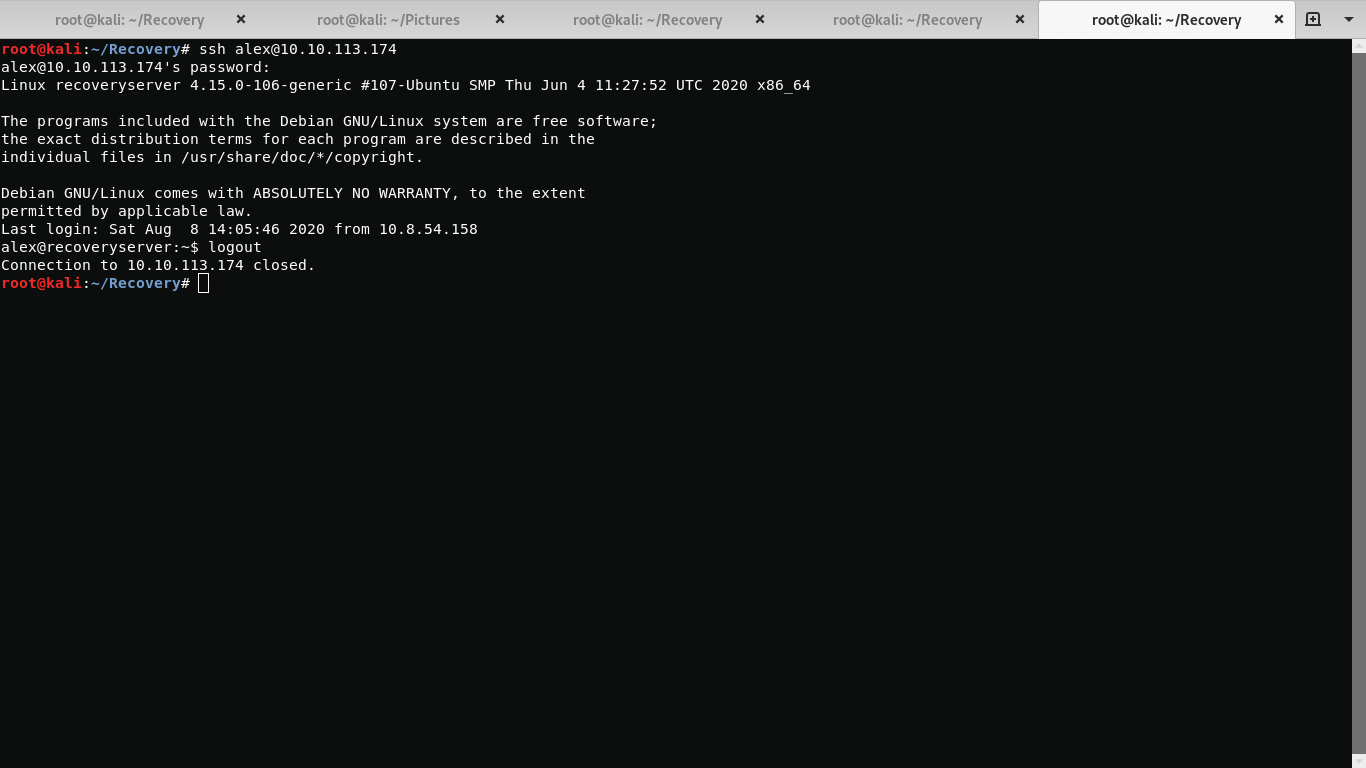 root@kali: ~/Recovery × root@kali: ~/Pictures × root@kali: ~/Recovery × root@kali: ~/Recovery × root@kali: ~/Recovery ×
root@kali:~/Recovery# ssh alex@10.10.113.174
alex@10.10.113.174's password:
Linux recoveryserver 4.15.0-106-generic #107-Ubuntu SMP Thu Jun 4 11:27:52 UTC 2020 x86_64
The programs included with the Debian GNU/Linux system are free software;
the exact distribution terms for each program are described in the
individual files in /usr/share/doc/*/copyright.
Debian GNU/Linux comes with ABSOLUTELY NO WARRANTY, to the extent
permitted by applicable law.
Last login: Sat Aug  8 14:05:46 2020 from 10.8.54.158
alex@recoveryserver:~$ logout
Connection to 10.10.113.174 closed.
root@kali:~/Recovery#